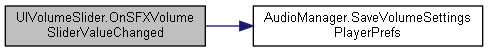 UIVolumeSlider.OnSFXVolume
SliderValueChanged
AudioManager.SaveVolumeSettings
PlayerPrefs